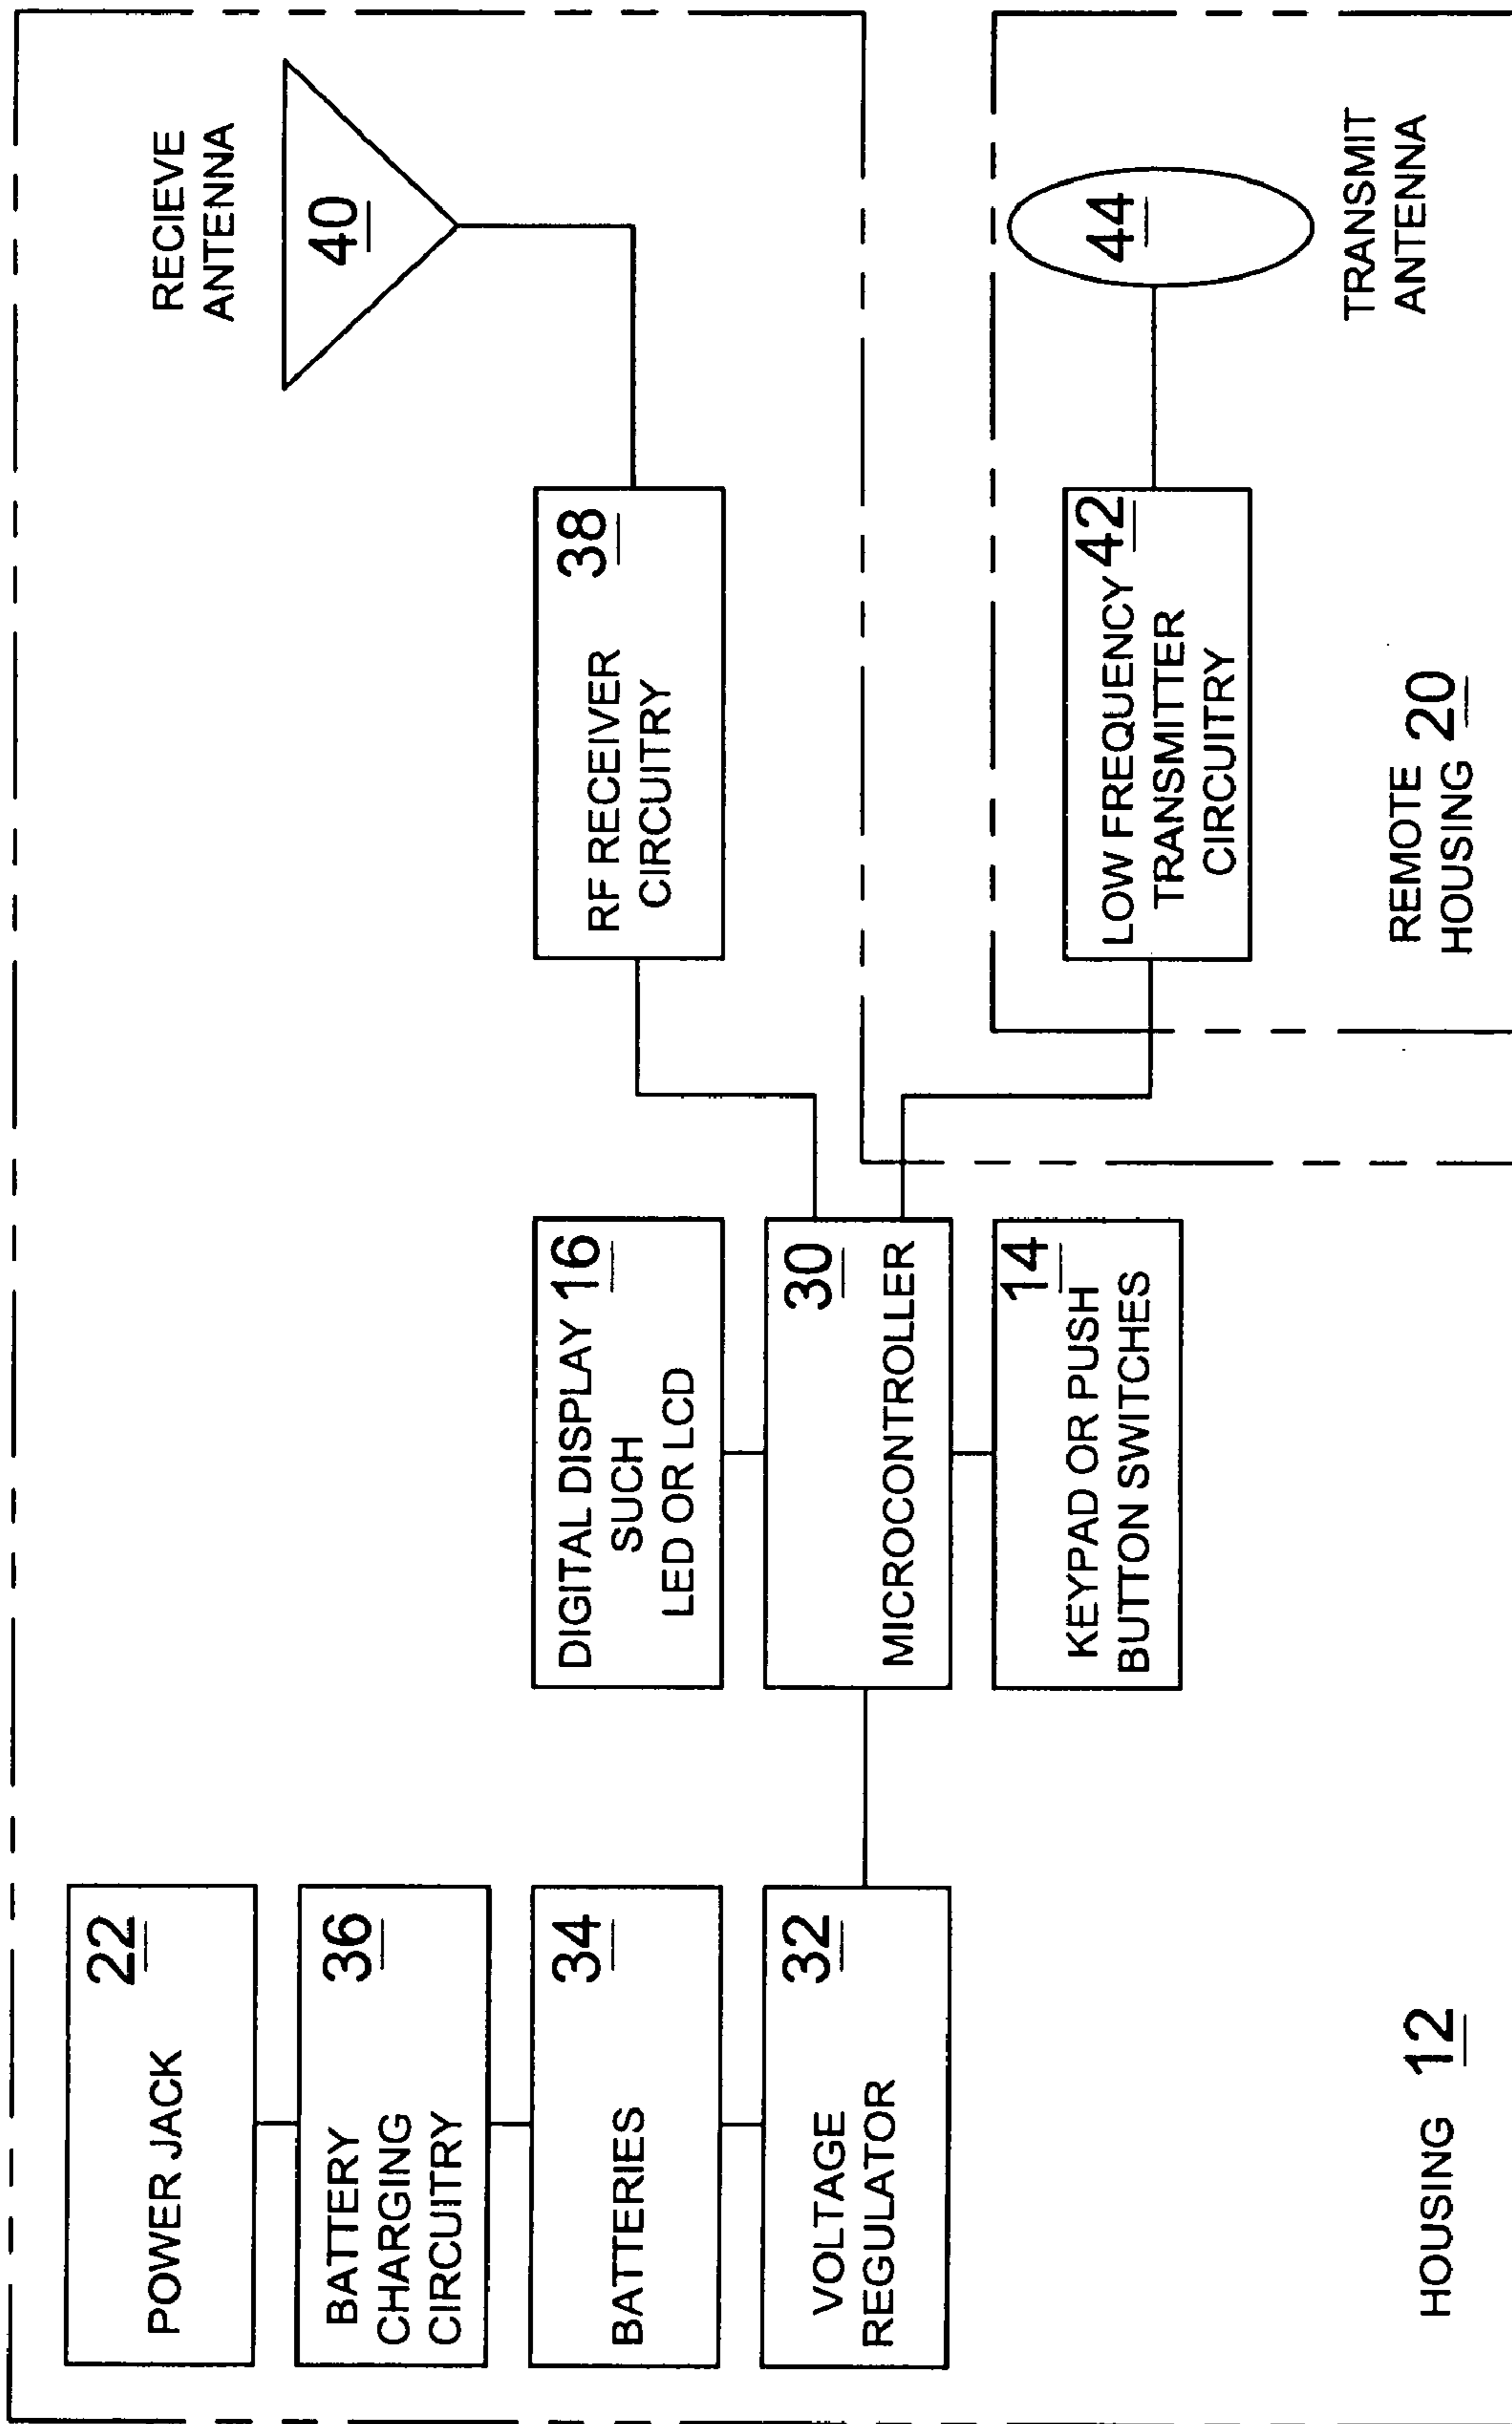 POWER JACK
22
BATTERY
CHARGING
CIRCUITRY
36
BATTERIES
34
VOLTAGE
REGULATOR
32
HOUSING 12
DIGITAL DISPLAY 16
SUCH
LED OR LCD
30
MICROCONTROLLER
14
KEYPAD OR PUSH
BUTTON SWITCHES
RF RECEIVER
CIRCUITRY
38
RECIEVE
ANTENNA
40
LOW FREQUENCY 42
TRANSMITTER
CIRCUITRY
44
TRANSMIT
ANTENNA
REMOTE
HOUSING 20